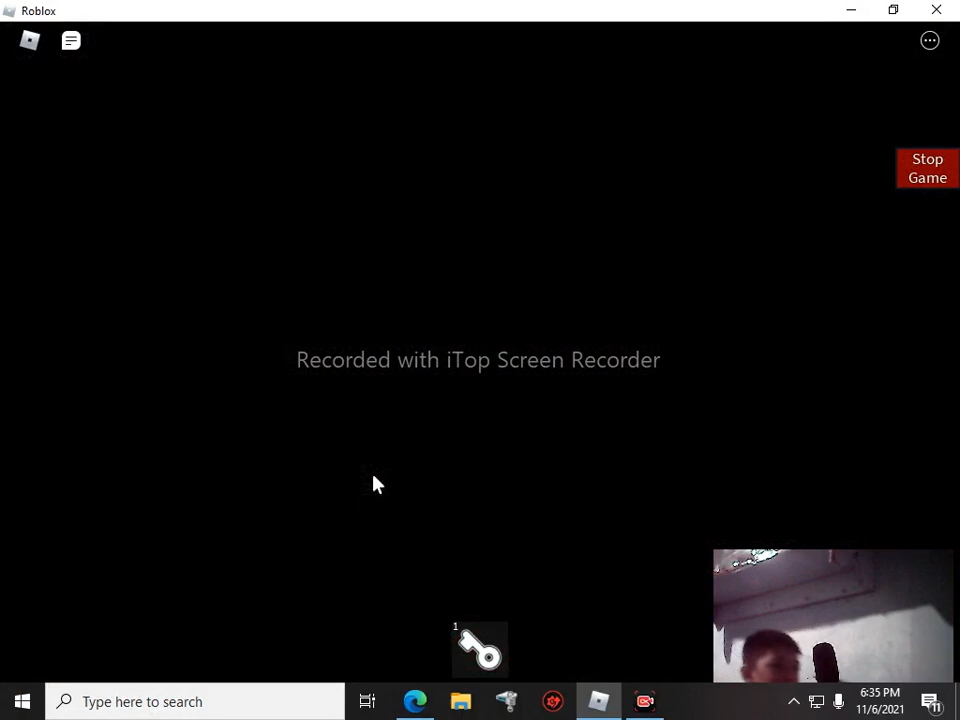 Roblox
Stop
Game
Recorded with iTop Screen Recorder
1
Type here to search
6:35 PM
11/6/2021
11